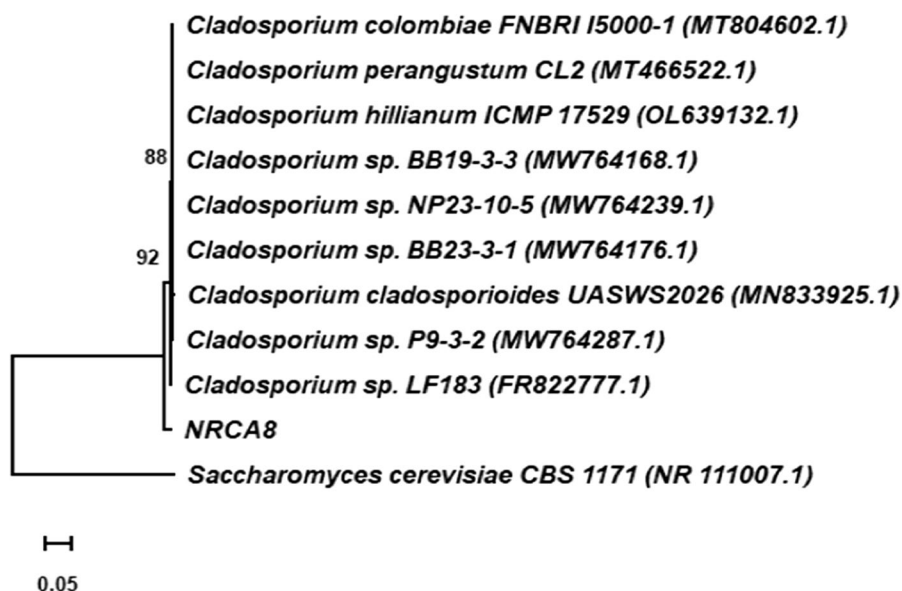 Cladosporium colombiae FNBRI I5000-1 (MT804602.1)
Cladosporium perangustum CL2 (MT466522.1)
Cladosporium hillianum ICMP 17529 (OL639132.1)
88
Cladosporium sp. BB19-3-3 (MW764168.1)
Cladosporium sp. NP23-10-5 (MW764239.1)
92
Cladosporium sp. BB23-3-1 (MW764176.1)
Cladosporium cladosporioides UASWS2026 (MN833925.1)
Cladosporium sp. P9-3-2 (MW764287.1)
Cladosporium sp. LF183 (FR822777.1)
NRCA8
Saccharomyces cerevisiae CBS 1171 (NR 111007.1)
0.05